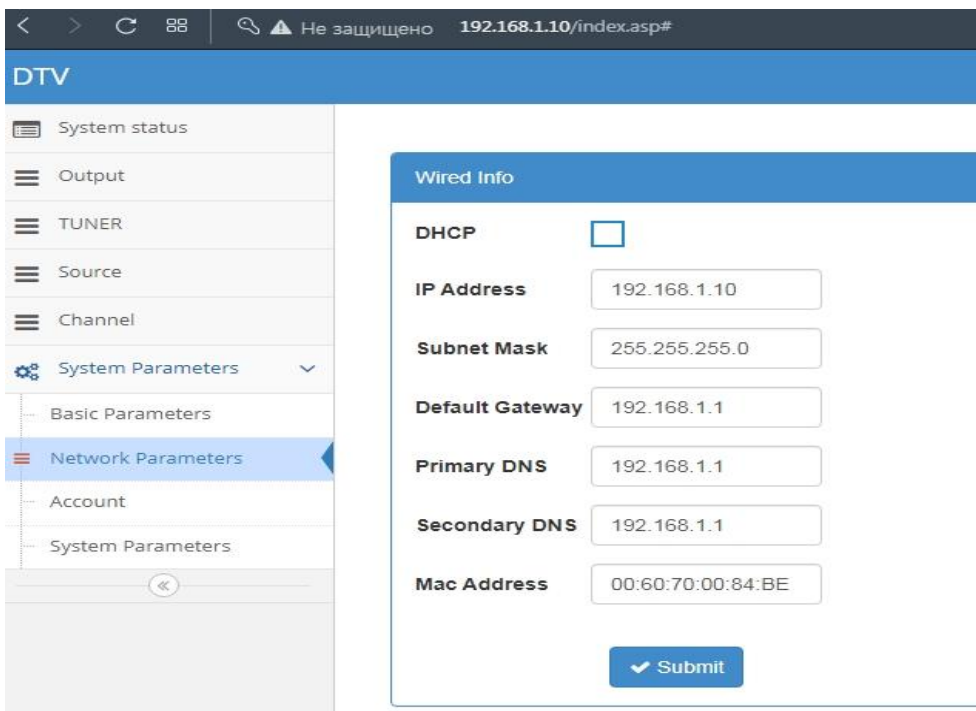 Не защищено 192.168.1.10/index.asp#
DTV
System status
Output
TUNER
Source
Channel
System Parameters
Basic Parameters
Network Parameters
Account
System Parameters
Wired Info
DHCP
IP Address 192.168.1.10
Subnet Mask 255.255.255.0
Default Gateway 192.168.1.1
Primary DNS 192.168.1.1
Secondary DNS 192.168.1.1
Mac Address 00:60:70:00:84:BE
Submit